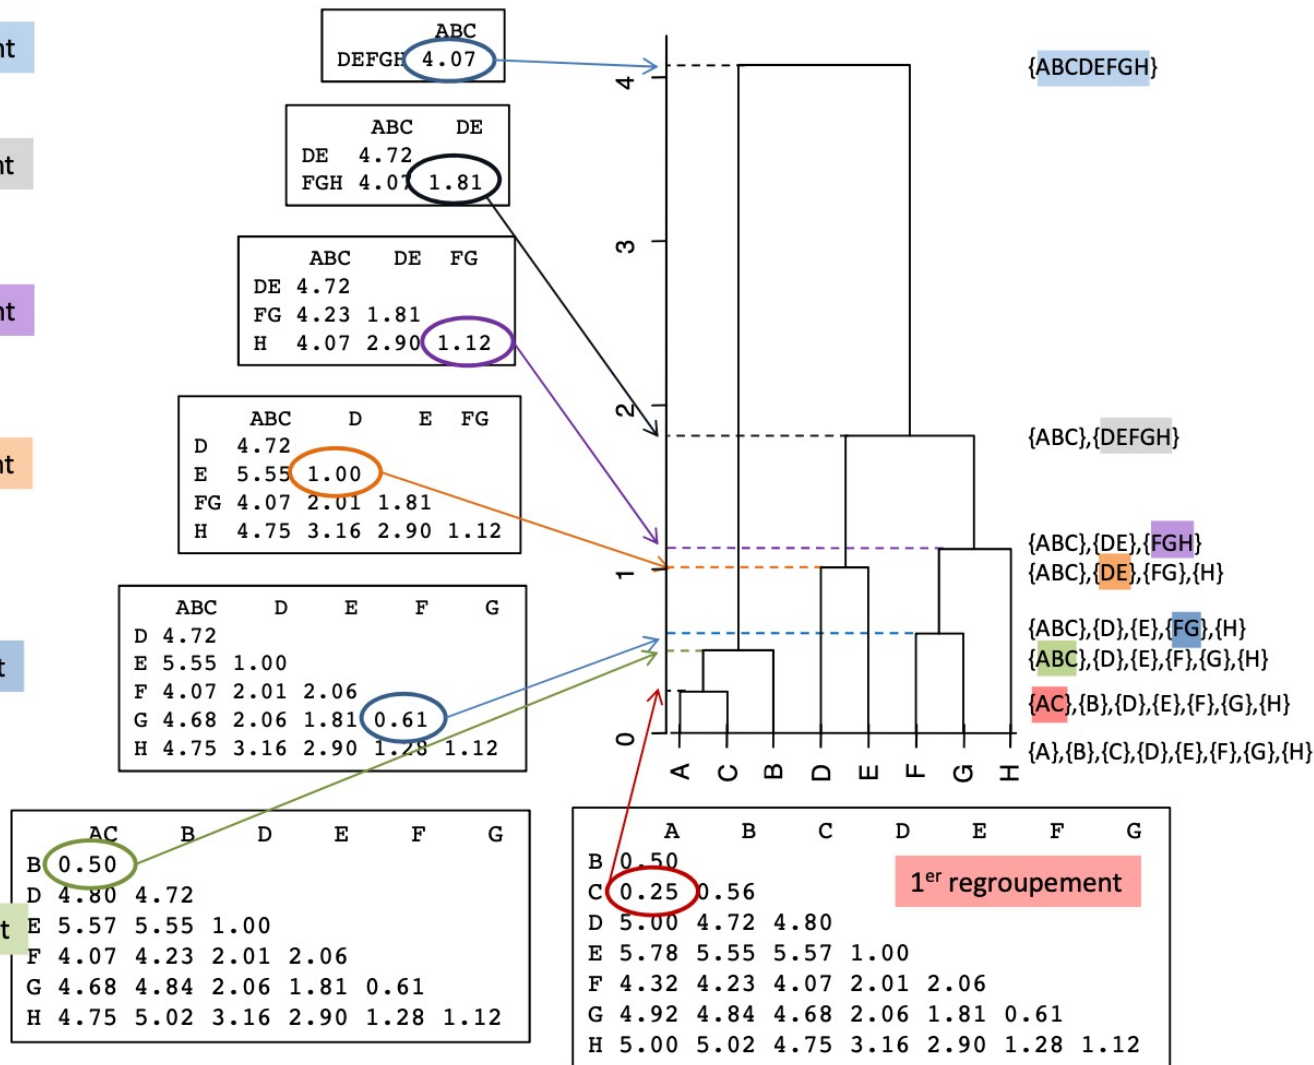 nt
nt
nt
nt
t
t
ABC
DEFGH 4.07
ABC DE
DE 4.72
FGH 4.07 1.81
ABC DE FG
DE 4.72
FG 4.23 1.81
H 4.07 2.90 1.12
ABC D E FG
D 4.72
E 5.55 1.00
FG 4.07 2.01 1.81
H 4.75 3.16 2.90 1.12
ABC D E F G
D 4.72
E 5.55 1.00
F 4.07 2.01 2.06
G 4.68 2.06 1.81 0.61
H 4.75 3.16 2.90 1.28 1.12
AC B D E F G
B 0.50
D 4.80 4.72
E 5.57 5.55 1.00
F 4.07 4.23 2.01 2.06
G 4.68 4.84 2.06 1.81 0.61
H 4.75 5.02 3.16 2.90 1.28 1.12
4
3
2
1
0
A C B D E F G H
{ABCDEFGH}
{ABC},{DEFGH}
{ABC},{DE},{FGH}
{ABC},{DE},{FG},{H}
{ABC},{D},{E},{FG},{H}
{ABC},{D},{E},{F},{G},{H}
{AC},{B},{D},{E},{F},{G},{H}
{A},{B},{C},{D},{E},{F},{G},{H}
A B C D E F G
B 0.50
C 0.25 0.56
D 5.00 4.72 4.80
E 5.78 5.55 5.57 1.00
F 4.32 4.23 4.07 2.01 2.06
G 4.92 4.84 4.68 2.06 1.81 0.61
H 5.00 5.02 4.75 3.16 2.90 1.28 1.12
1er regroupement